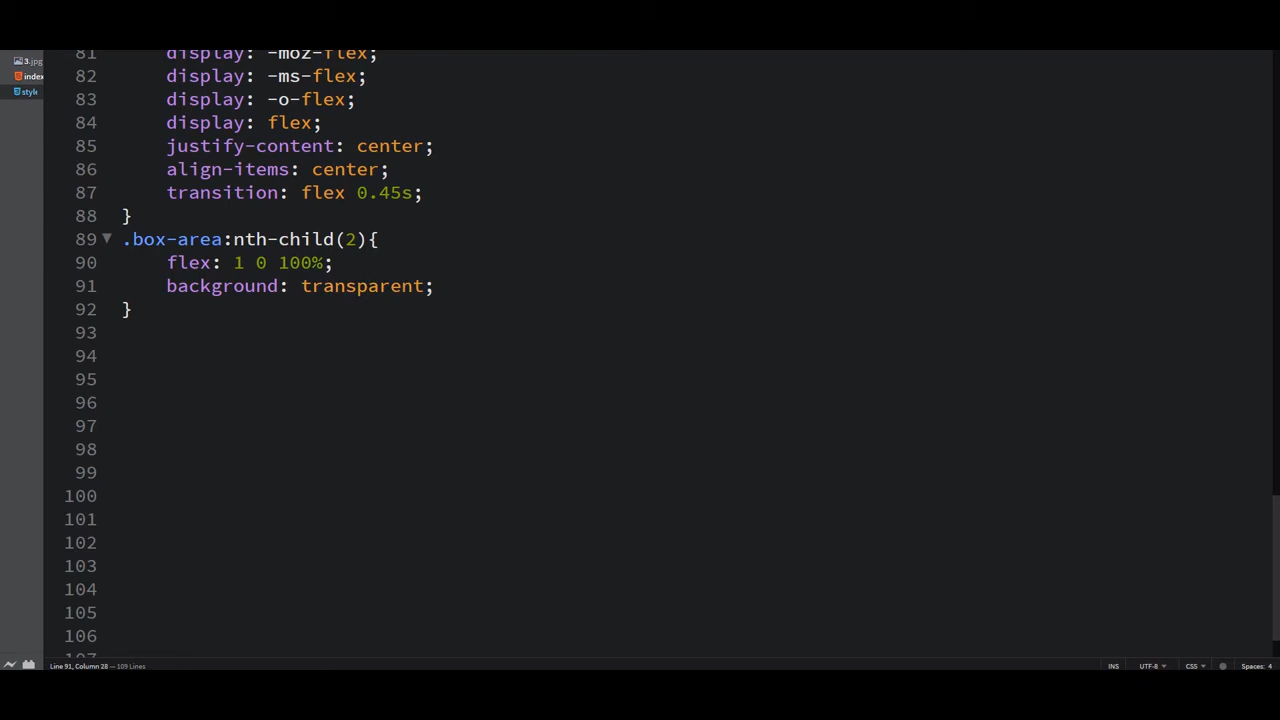 3.jpg
index
style
81 display: -moz-flex;
82 display: -ms-flex;
83 display: -o-flex;
84 display: flex;
85 justify-content: center;
86 align-items: center;
87 transition: flex 0.45s;
88 }
89 .box-area:nth-child(2){
90 flex: 1 0 100%;
91 background: transparent;
92 }
93
94
95
96
97
98
99
100
101
102
103
104
105
106
107
Line 91, Column 28 — 109 Lines
INS UTF-8 CSS Spaces: 4